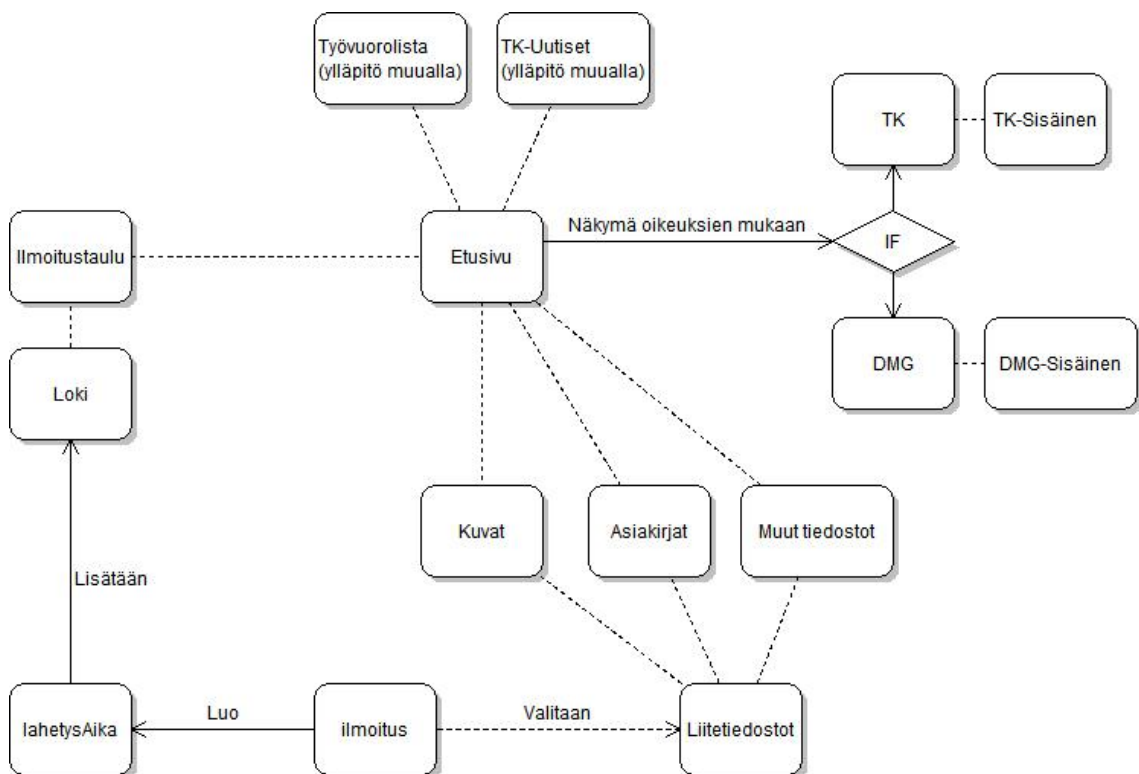 Työvuorolista
(ylläpitö muualla)
TK-Uutiset
(ylläpitö muualla)
TK
TK-Sisäinen
Ilmoitustaulu
Etusivu
Näkymä oikeuksien mukaan
IF
Loki
DMG
DMG-Sisäinen
Kuvat
Asiakirjat
Muut tiedostot
Lisätään
lahetysAika
Luo
ilmoitus
Valitaan
Liitetiedostot